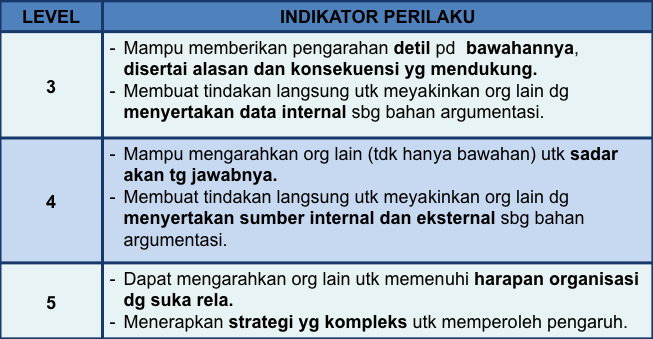 LEVEL INDIKATOR PERILAKU
3
- Mampu memberikan pengarahan detil pd bawahannya,
disertai alasan dan konsekuensi yg mendukung.
- Membuat tindakan langsung utk meyakinkan org lain dg
menyertakan data internal sbg bahan argumentasi.
4
- Mampu mengarahkan org lain (tdk hanya bawahan) utk sadar
akan tg jawabnya.
- Membuat tindakan langsung utk meyakinkan org lain dg
menyertakan sumber internal dan eksternal sbg bahan
argumentasi.
5
- Dapat mengarahkan org lain utk memenuhi harapan organisasi
dg suka rela.
- Menerapkan strategi yg kompleks utk memperoleh pengaruh.